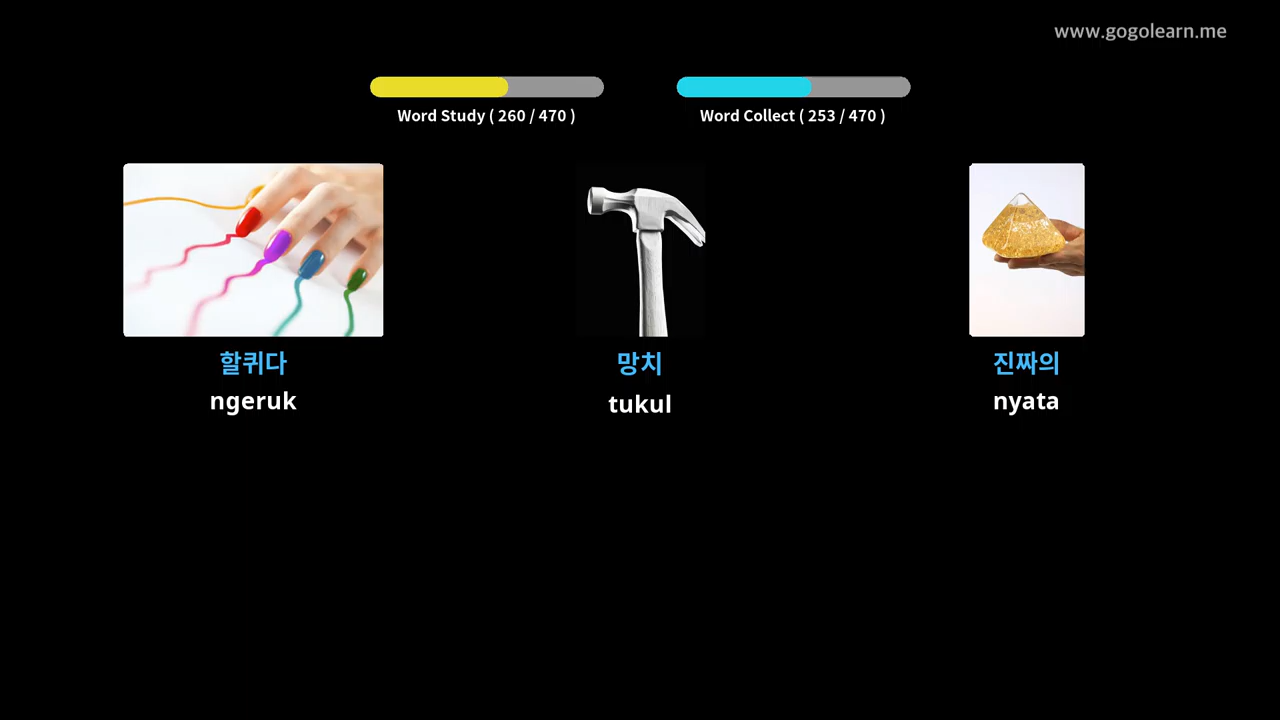 www.gogolearn.me
Word Study ( 260 / 470 )
Word Collect ( 253 / 470 )
할퀴다
망치
진짜의
ngeruk
tukul
nyata